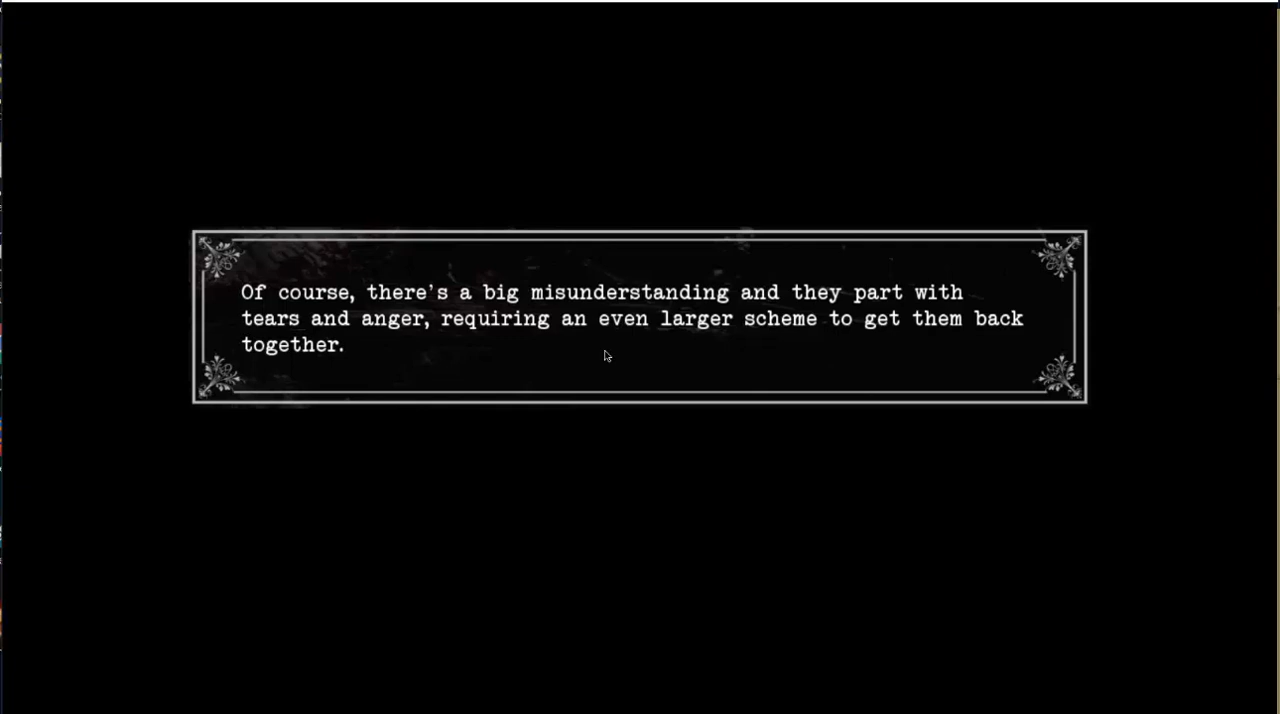 Of course, there's a big misunderstanding and they part with
tears and anger, requiring an even larger scheme to get them back
together.